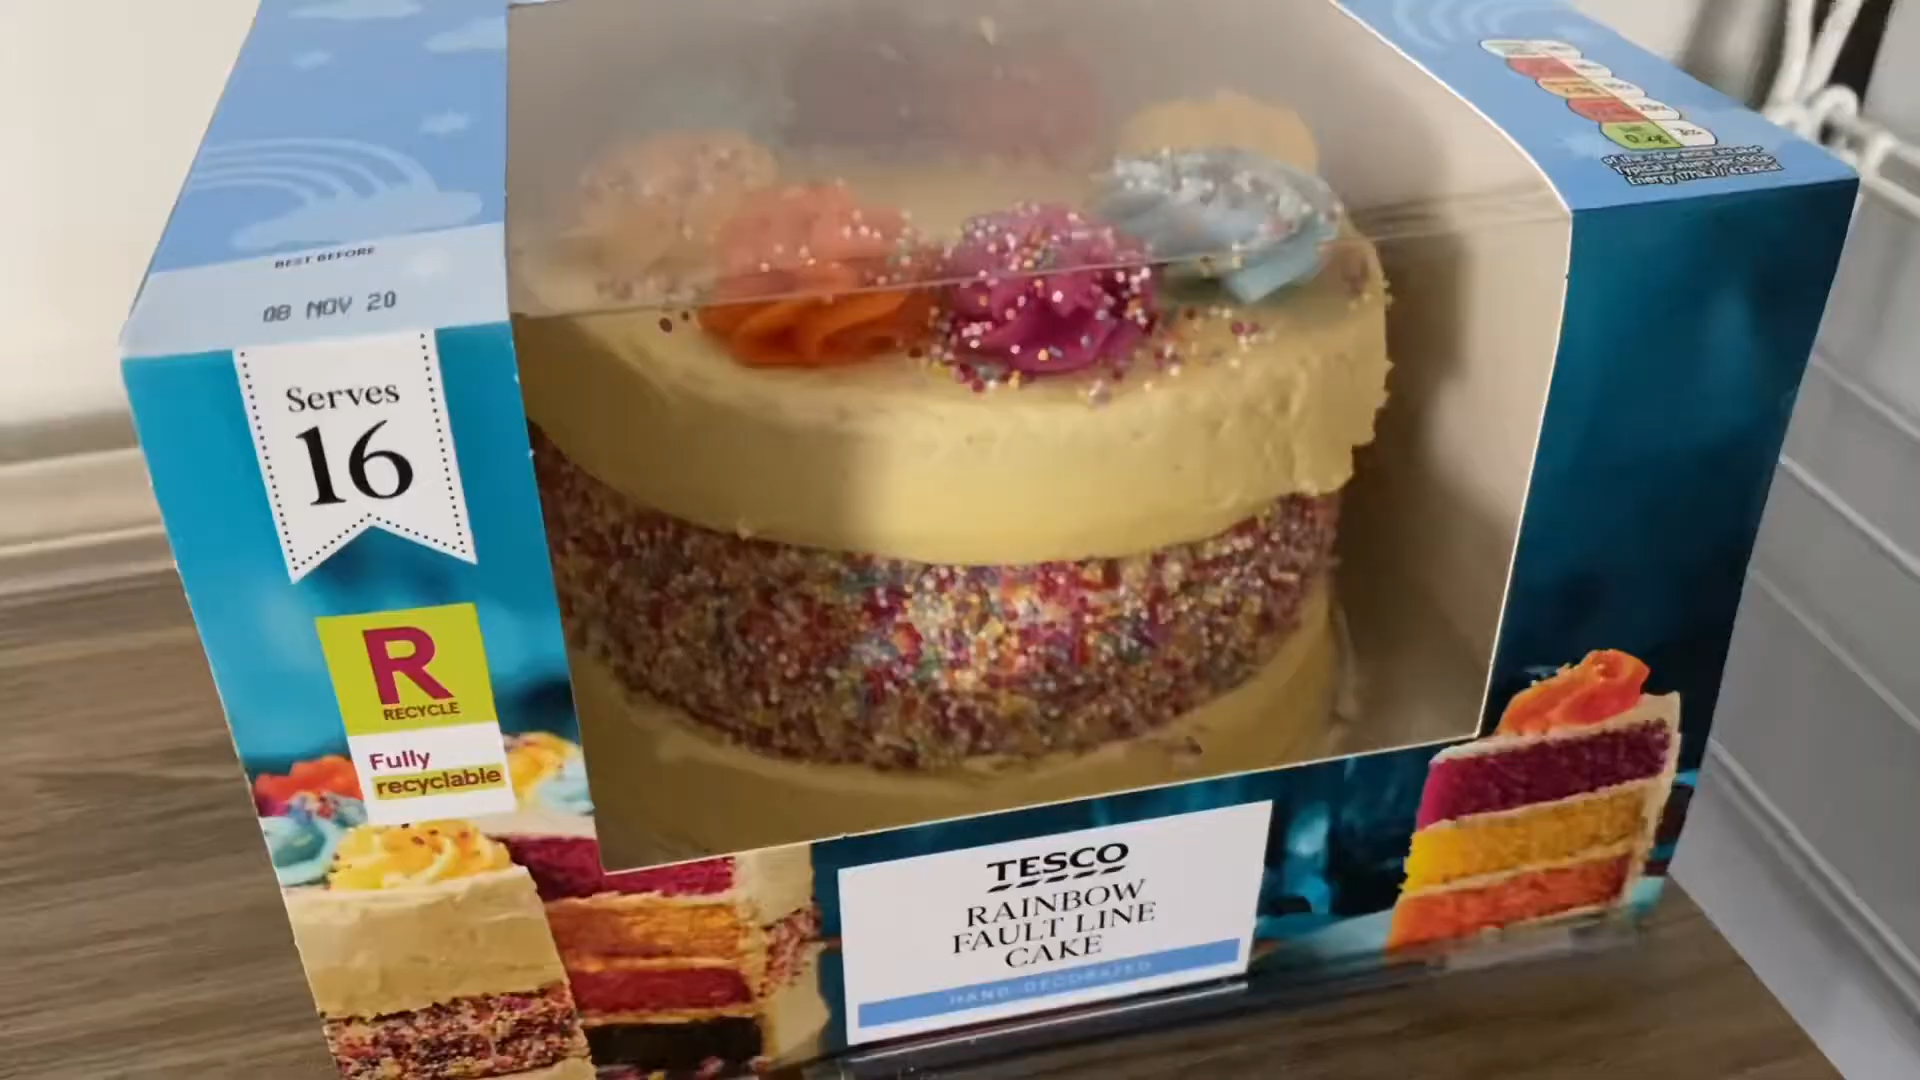 BEST BEFORE
08 NOV 20
Serves
16
R
RECYCLE
Fully
recyclable
TESCO
RAINBOW
FAULT LINE
CAKE
HAND DECORATED